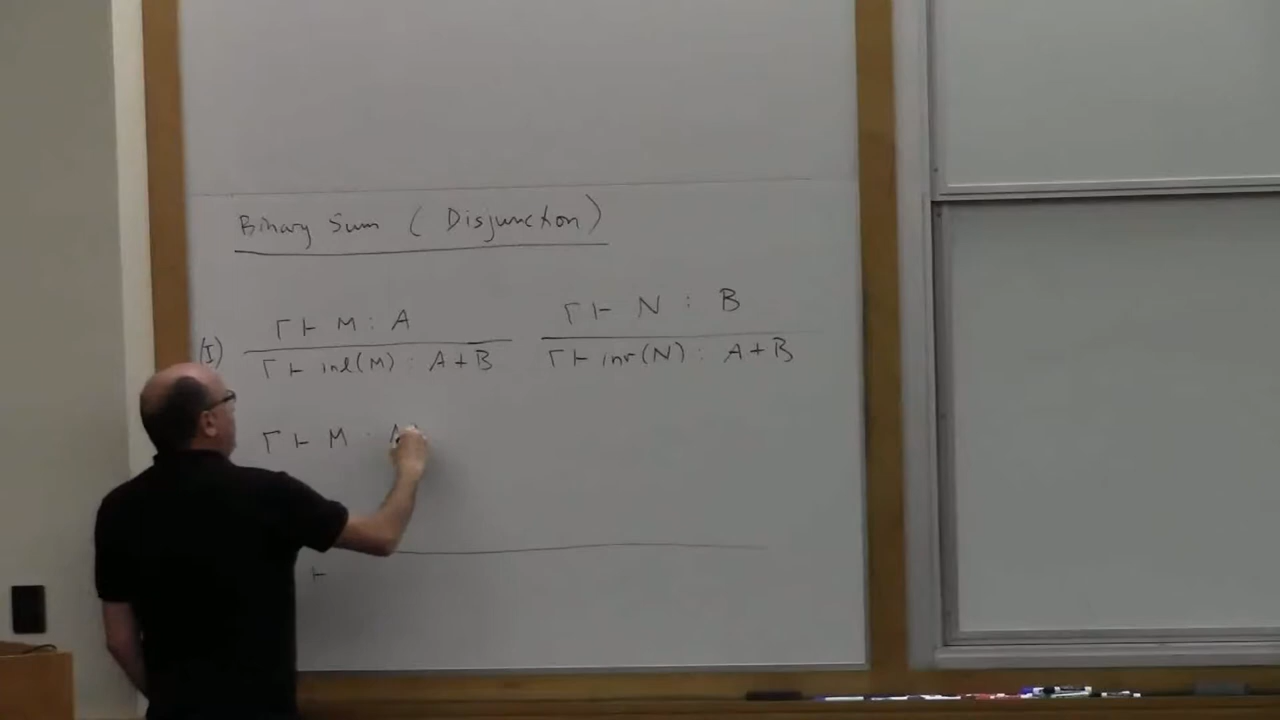 Binary Sum (Disjunction)
Γ ⊢ M : A    Γ ⊢ N : B
(I) Γ ⊢ inl(M) : A + B    Γ ⊢ inr(N) : A + B
Γ ⊢ M : A
⊢